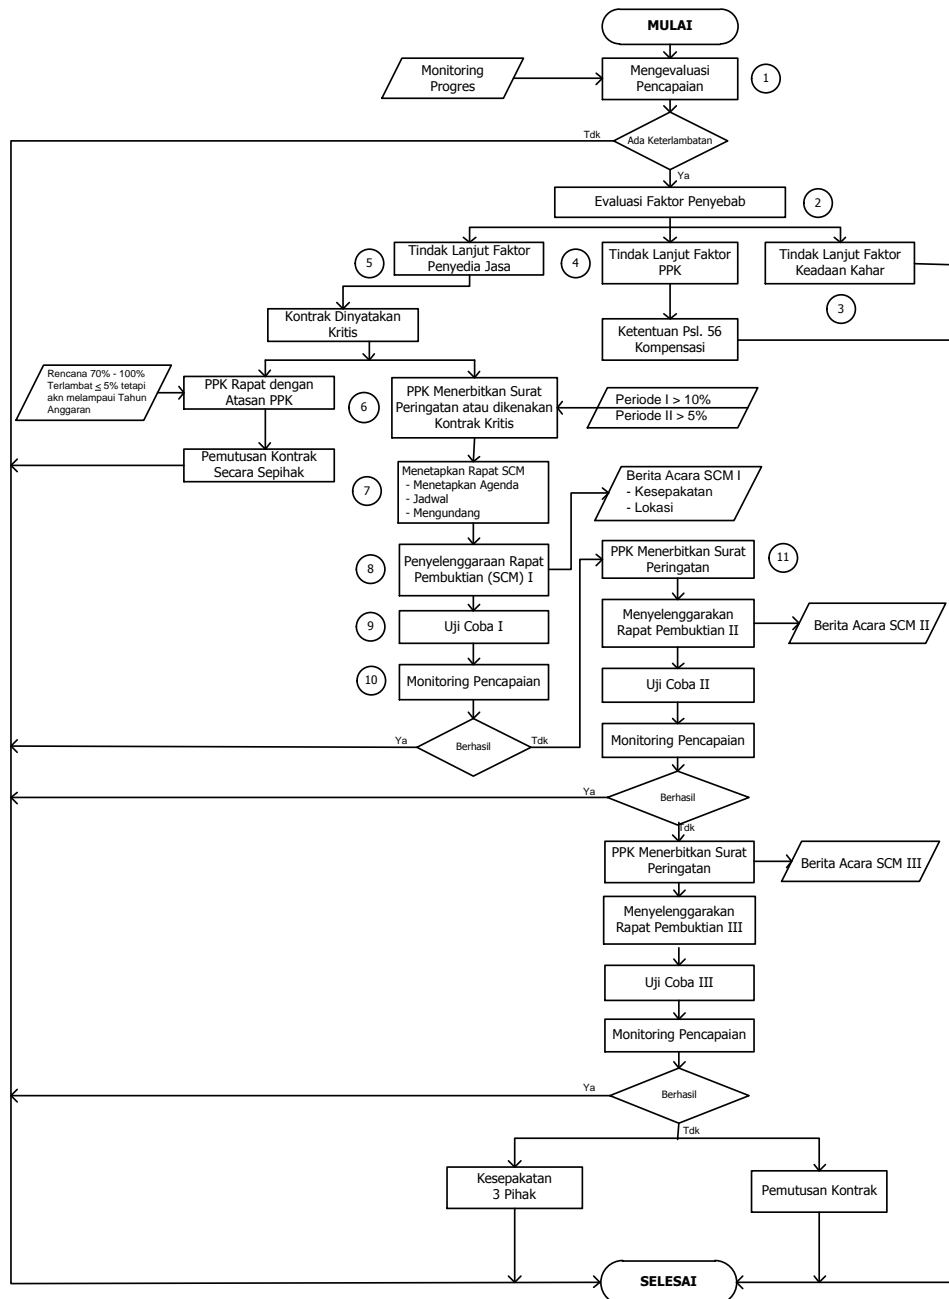 MULAI
Monitoring
Progres
Mengevaluasi
Pencapaian
1
Tdk
Ada Keterlambatan
Ya
Evaluasi Faktor Penyebab
2
5
Tindak Lanjut Faktor
Penyedia Jasa
4
Tindak Lanjut Faktor
PPK
Tindak Lanjut Faktor
Keadaan Kahar
3
Kontrak Dinyatakan
Kritis
Ketentuan Psl. 56
Kompensasi
Rencana 70% - 100%
Terlambat ≤ 5% tetapi
akn melampaui Tahun
Anggaran
PPK Rapat dengan
Atasan PPK
6
PPK Menerbitkan Surat
Peringatan atau dikenakan
Kontrak Kritis
Periode I > 10%
Periode II > 5%
Pemutusan Kontrak
Secara Sepihak
7
Menetapkan Rapat SCM
- Menetapkan Agenda
- Jadwal
- Mengundang
Berita Acara SCM I
- Kesepakatan
- Lokasi
8
Penyelenggaraan Rapat
Pembuktian (SCM) I
PPK Menerbitkan Surat
Peringatan
11
9
Uji Coba I
Menyelenggarakan
Rapat Pembuktian II
Berita Acara SCM II
10
Monitoring Pencapaian
Uji Coba II
Ya
Berhasil
Tdk
Monitoring Pencapaian
Ya
Berhasil
Tdk
PPK Menerbitkan Surat
Peringatan
Berita Acara SCM III
Menyelenggarakan
Rapat Pembuktian III
Uji Coba III
Monitoring Pencapaian
Ya
Berhasil
Tdk
Kesepakatan
3 Pihak
Pemutusan Kontrak
SELESAI